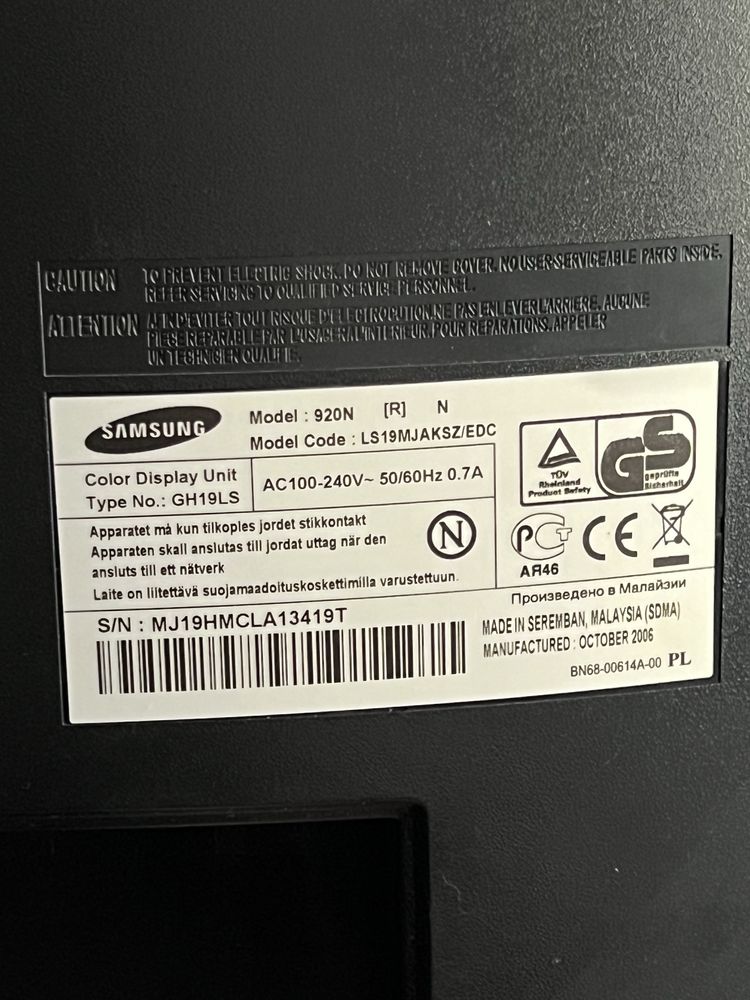 CAUTION TO PREVENT ELECTRIC SHOCK, DO NOT REMOVE COVER. NO USER-SERVICEABLE PARTS INSIDE.
REFER SERVICING TO QUALIFIED SERVICE PERSONNEL.
ATTENTION AFIN D'EVITER TOUT RISQUE D'ELECTROCUTION, NE PAS ENLEVER L'ARRIERE. AUCUNE
PIECE REPARABLE PAR L'USAGER A L'INTERIEUR. POUR REPARATIONS, APPELER
UN TECHNICIEN QUALIFIE.
SAMSUNG
Model : 920N [R] N
Model Code : LS19MJAKSZ/EDC
Color Display Unit
Type No.: GH19LS
AC100-240V~ 50/60Hz 0.7A
TÜV
Rheinland
Product Safety
GS
geprüfte
Sicherheit
Apparatet må kun tilkoples jordet stikkontakt
Apparaten skall anslutas till jordat uttag när den
ansluts till ett nätverk
Laite on liitettävä suojamaadoituskoskettimilla varustettuun.
N
РСТ CE
АЯ46
S/N : MJ19HMCLA13419T
Произведено в Малайзии
MADE IN SEREMBAN, MALAYSIA (SDMA)
MANUFACTURED : OCTOBER 2006
BN68-00614A-00 PL